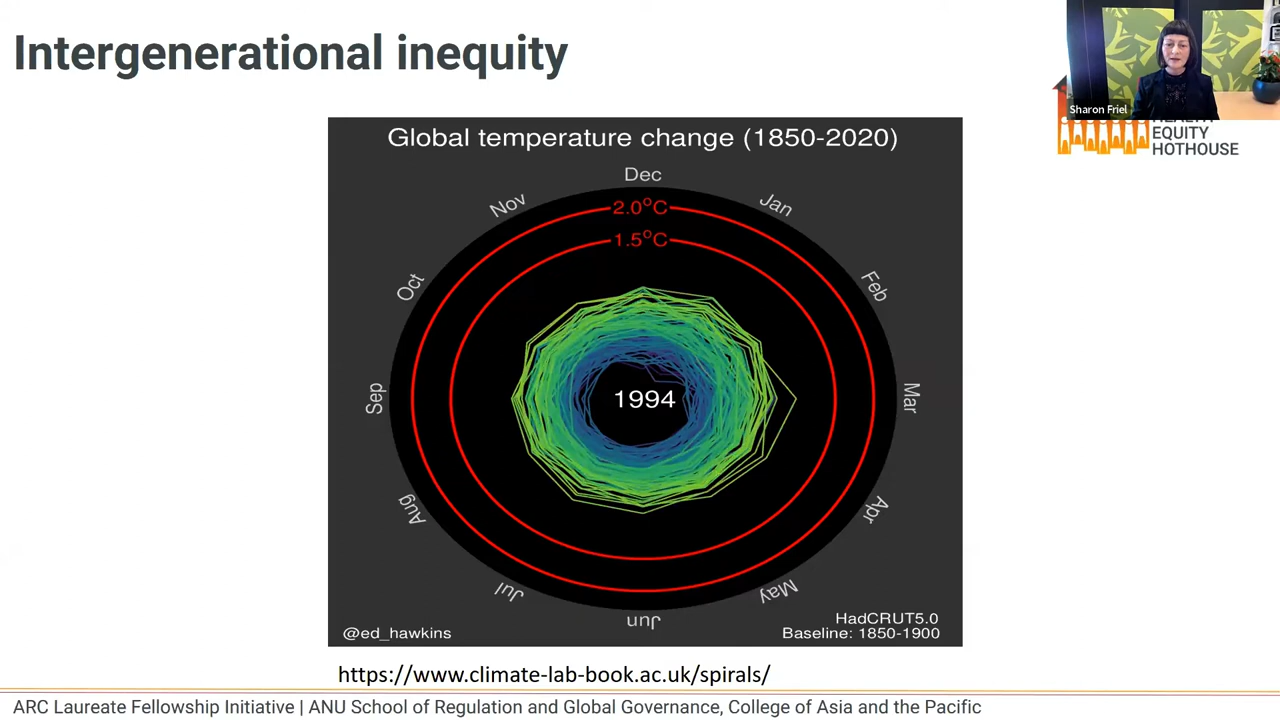 Intergenerational inequity
Sharon Friel
EQUITY
HOTHOUSE
Global temperature change (1850-2020)
Dec
Nov
Jan
2.0°C
1.5°C
Oct
Feb
1994
Sep
Mar
Aug
Apr
Jul
May
Jun
HadCRUT5.0
@ed_hawkins
Baseline: 1850-1900
https://www.climate-lab-book.ac.uk/spirals/
ARC Laureate Fellowship Initiative | ANU School of Regulation and Global Governance, College of Asia and the Pacific